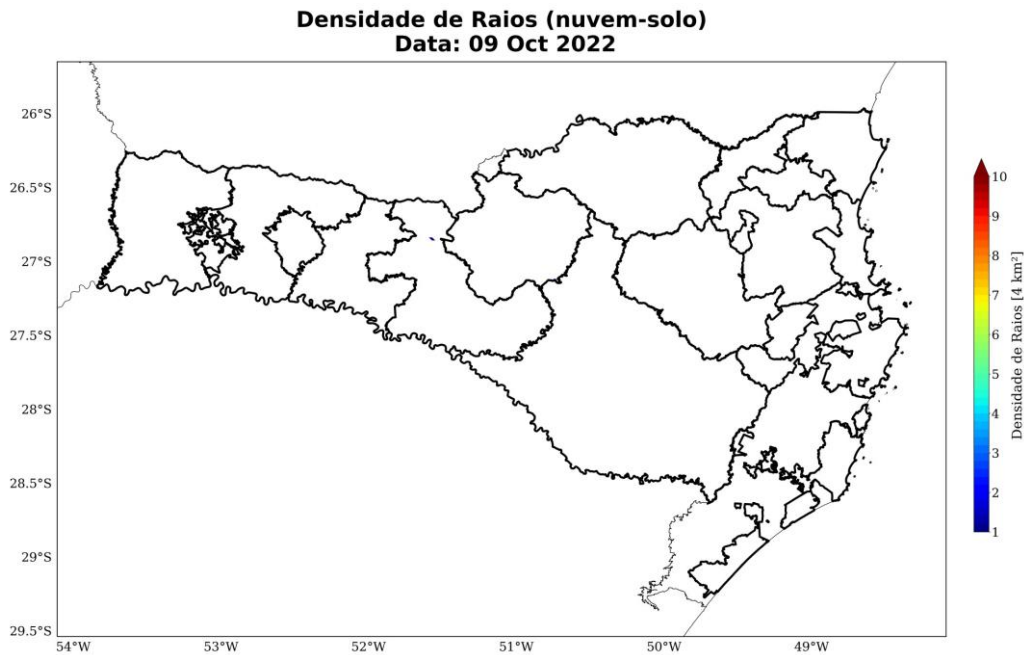 Densidade de Raios (nuvem-solo)
Data: 09 Oct 2022
26°S
26.5°S
27°S
27.5°S
28°S
28.5°S
29°S
29.5°S
54°W
53°W
52°W
51°W
50°W
49°W
10
9
8
7
6
5
4
3
2
1
Densidade de Raios [4 km²]